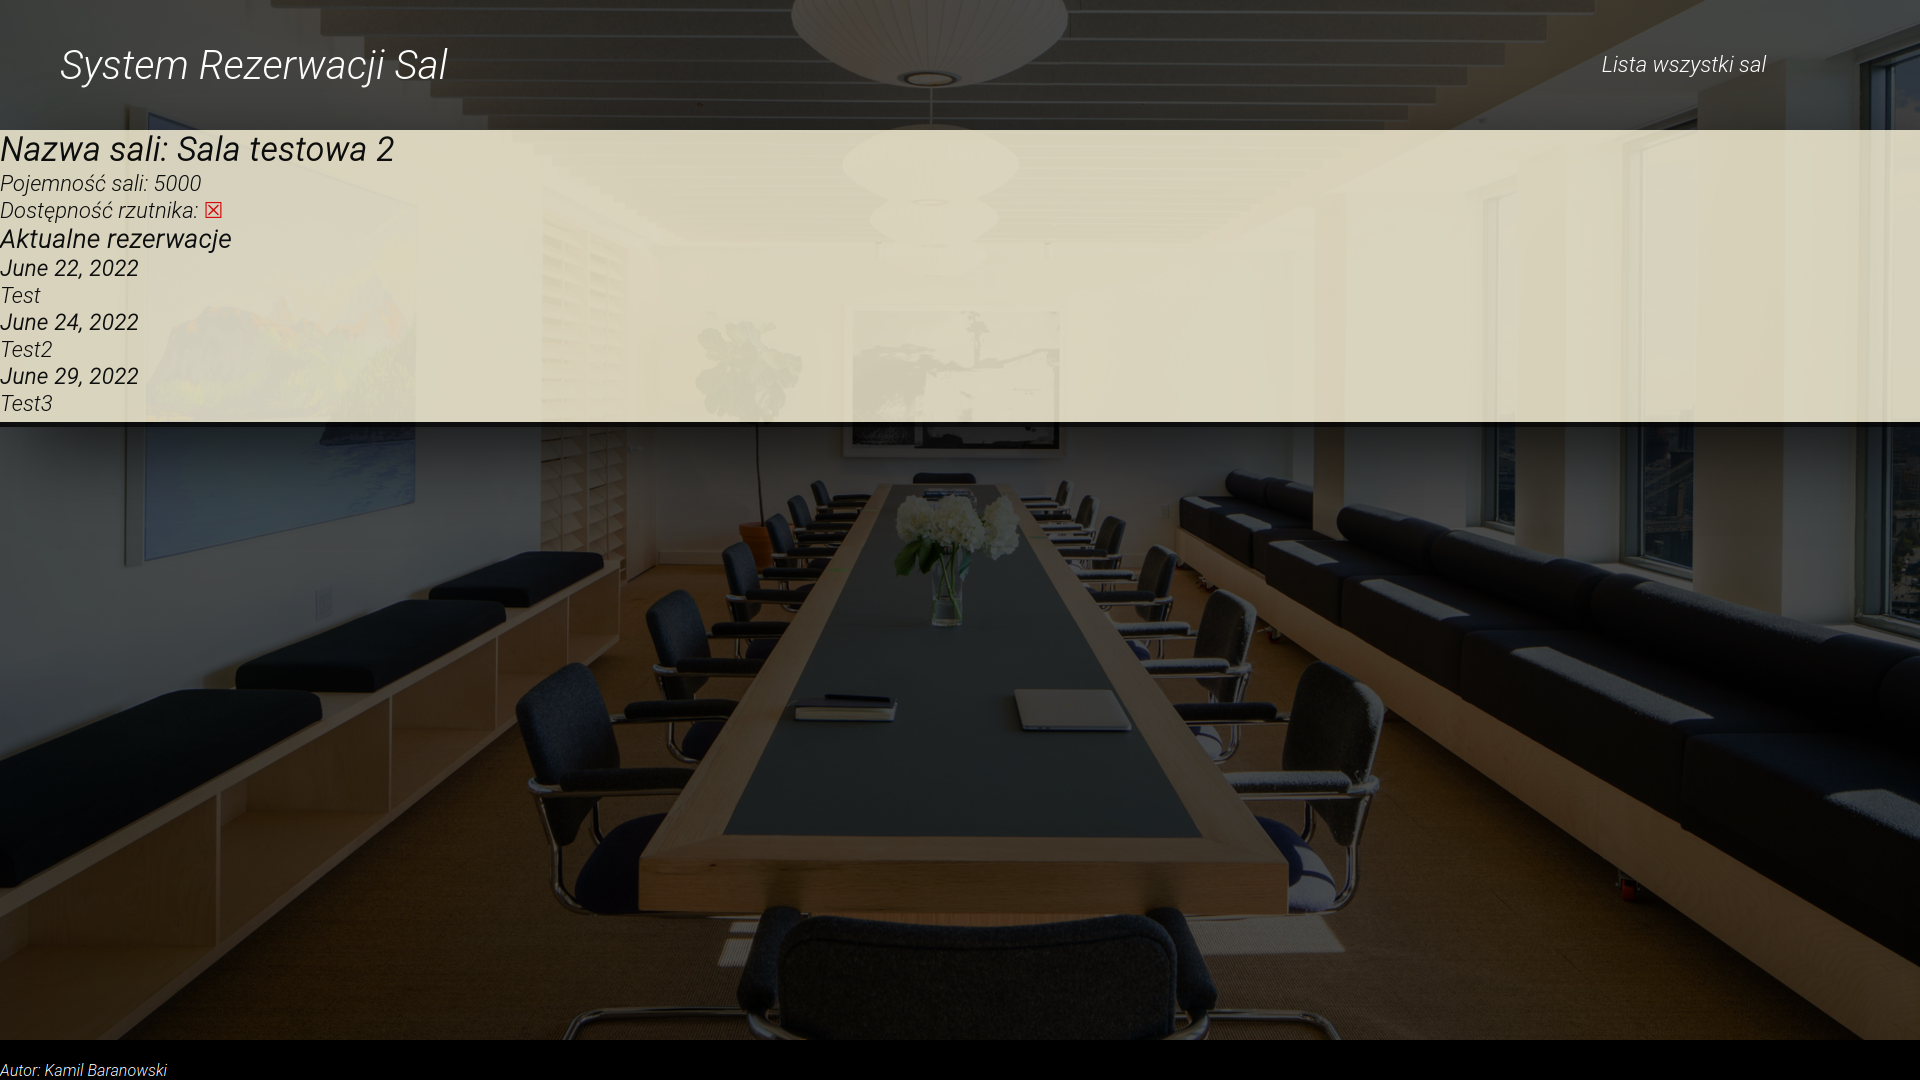 System Rezerwacji Sal
Lista wszystki sal
Nazwa sali: Sala testowa 2
Pojemność sali: 5000
Dostępność rzutnika: ☒
Aktualne rezerwacje
June 22, 2022
Test
June 24, 2022
Test2
June 29, 2022
Test3
Autor: Kamil Baranowski